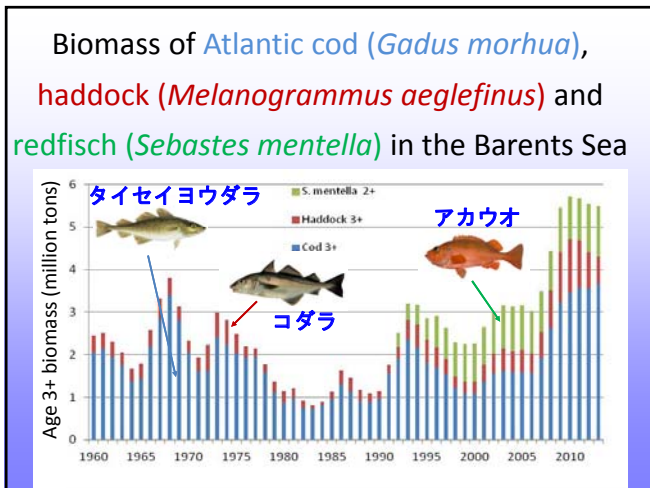 Biomass of Atlantic cod (Gadus morhua),
haddock (Melanogrammus aeglefinus) and
redfisch (Sebastes mentella) in the Barents Sea
Age 3+ biomass (million tons)
6
5
4
3
2
1
0
タイセイヨウダラ
S. mentella 2+
Haddock 3+
Cod 3+
アカウオ
コダラ
1960 1965 1970 1975 1980 1985 1990 1995 2000 2005 2010